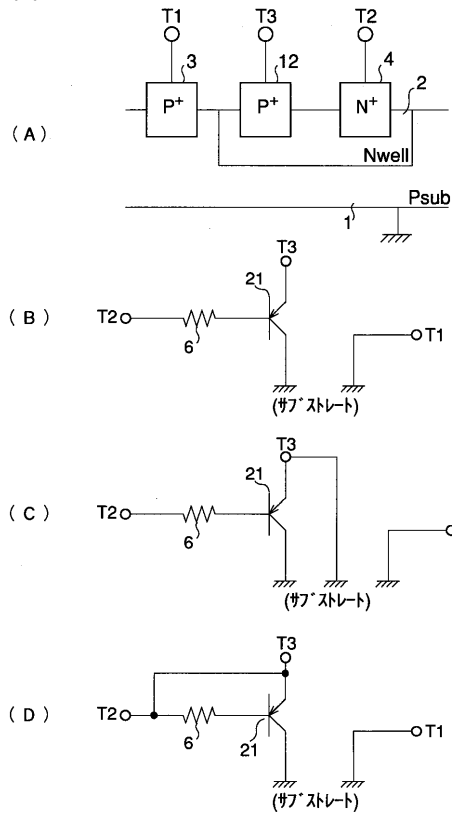 T1 T3 T2
3 12 4
P+ P+ N+ 2
(A)
Nwell
Psub
1
T3
(B) 21
T2 T1
6
(サブストレート)
T3
(C) 21
T2
6
(サブストレート)
T3
(D) T2 T1
6 21
(サブストレート)